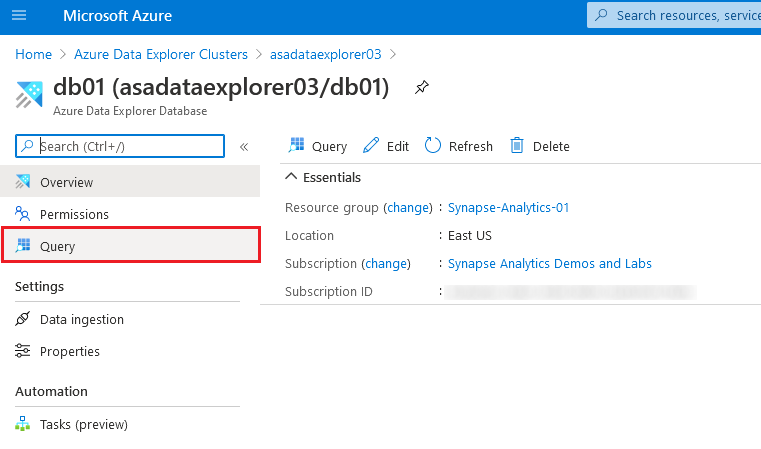 Microsoft Azure
Search resources, service
Home > Azure Data Explorer Clusters > asadataexplorer03 >
db01 (asadataexplorer03/db01)
Azure Data Explorer Database
Search (Ctrl+/)
«
Overview
Permissions
Query
Settings
Data ingestion
Properties
Automation
Tasks (preview)
Query Edit Refresh Delete
Essentials
Resource group (change) : Synapse-Analytics-01
Location : East US
Subscription (change) : Synapse Analytics Demos and Labs
Subscription ID :